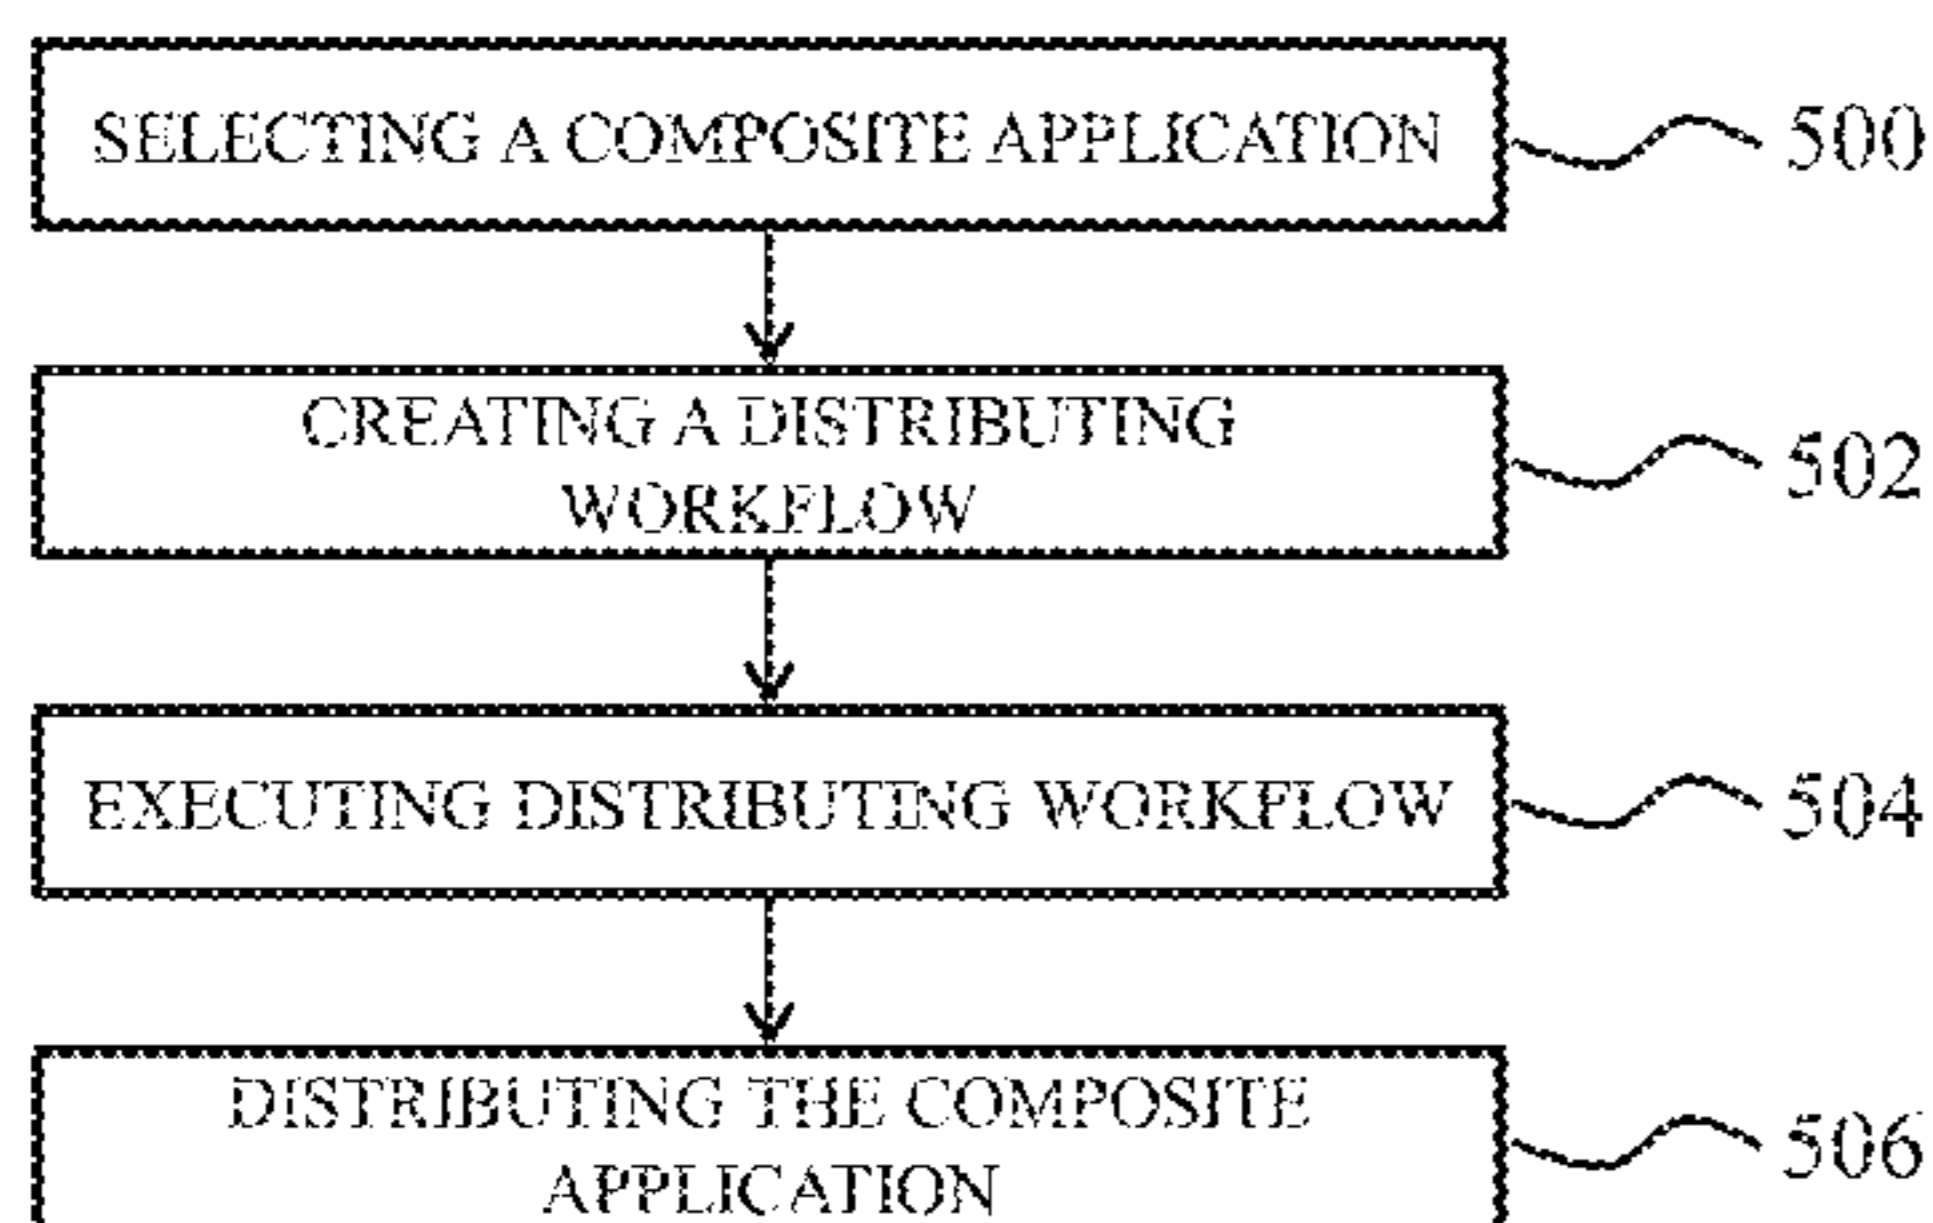 SELECTING A COMPOSITE APPLICATION
500
CREATING A DISTRIBUTING
WORKFLOW
502
EXECUTING DISTRIBUTING WORKFLOW
504
DISTRIBUTING THE COMPOSITE
APPLICATION
506